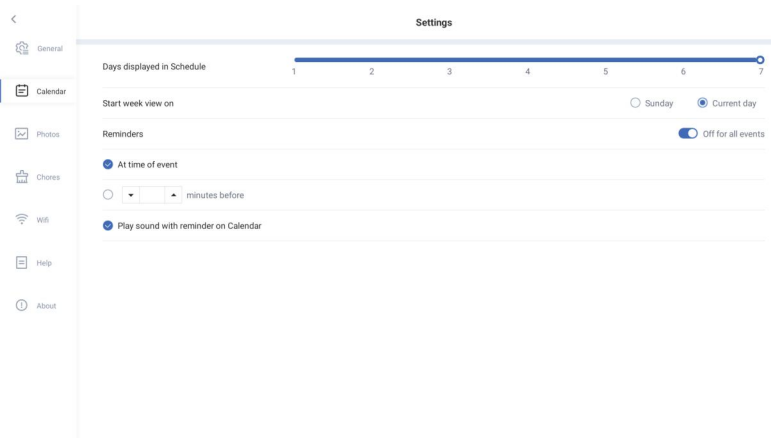 Settings
General
Calendar
Photos
Chores
Wifi
Help
About
Days displayed in Schedule
1 2 3 4 5 6 7
Start week view on Sunday Current day
Reminders Off for all events
At time of event
minutes before
Play sound with reminder on Calendar